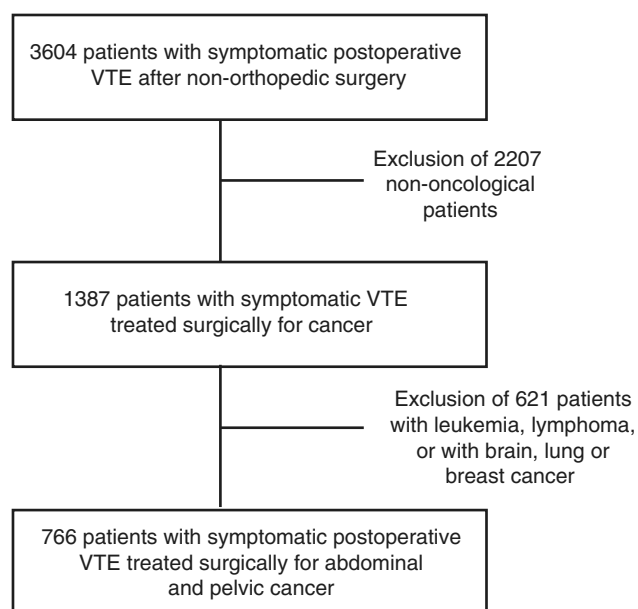 3604 patients with symptomatic postoperative
VTE after non-orthopedic surgery
Exclusion of 2207
non-oncological
patients
1387 patients with symptomatic VTE
treated surgically for cancer
Exclusion of 621 patients
with leukemia, lymphoma,
or with brain, lung or
breast cancer
766 patients with symptomatic postoperative
VTE treated surgically for abdominal
and pelvic cancer